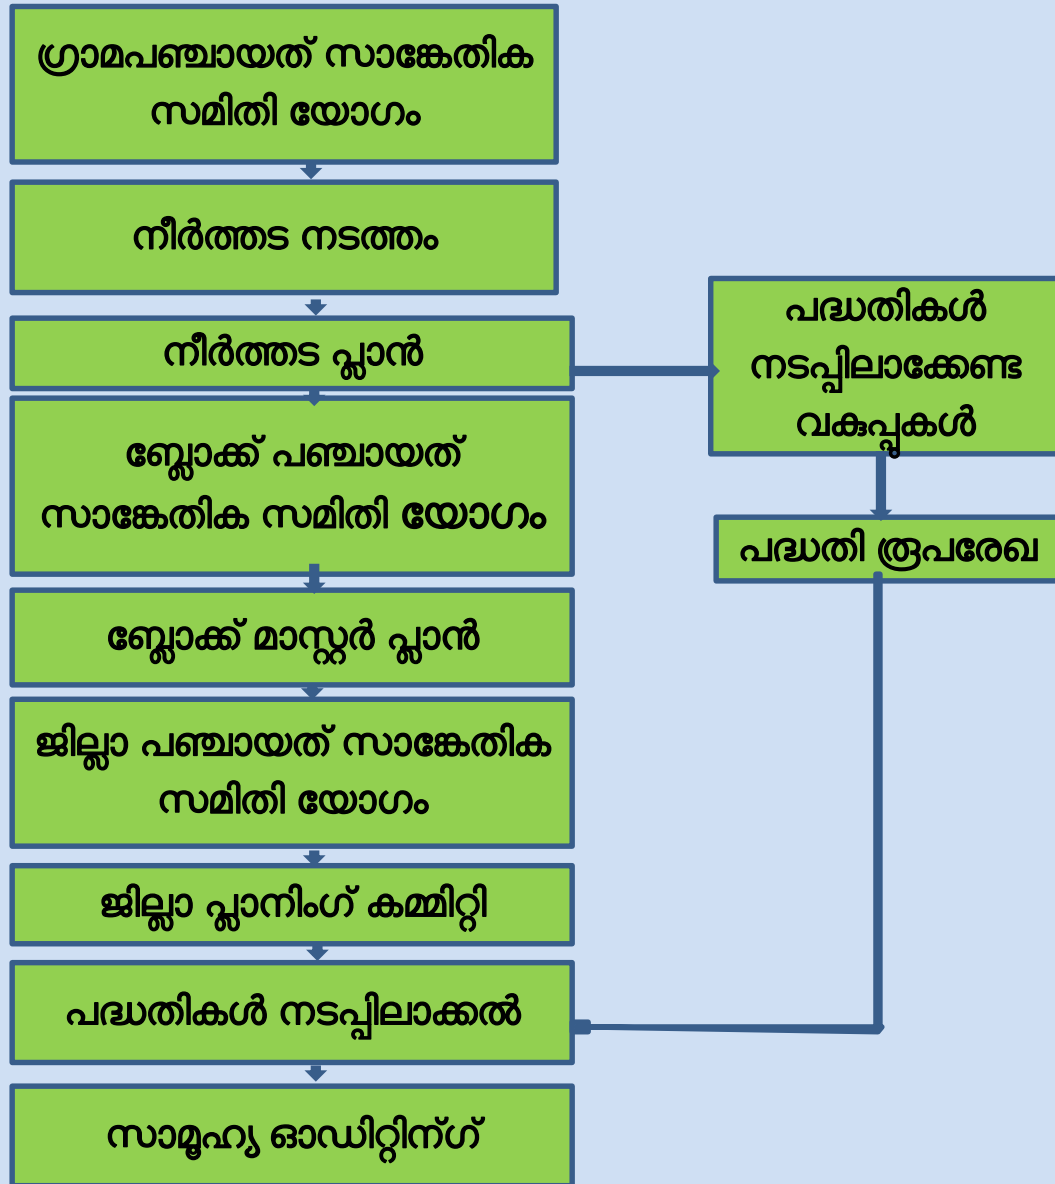 ഗ്രാമപഞ്ചായത് സാങ്കേതിക
സമിതി യോഗം
നീർത്തട നടത്തം
നീർത്തട പ്ലാൻ
ബ്ലോക്ക് പഞ്ചായത്
സാങ്കേതിക സമിതി യോഗം
ബ്ലോക്ക് മാസ്റ്റർ പ്ലാൻ
ജില്ലാ പഞ്ചായത് സാങ്കേതിക
സമിതി യോഗം
ജില്ലാ പ്ലാനിംഗ് കമ്മിറ്റി
പദ്ധതികൾ നടപ്പിലാക്കൽ
സാമൂഹ്യ ഓഡിറ്റിന്ഗ്
പദ്ധതികൾ
നടപ്പിലാക്കേണ്ട
വകുപ്പുകൾ
പദ്ധതി രൂപരേഖ